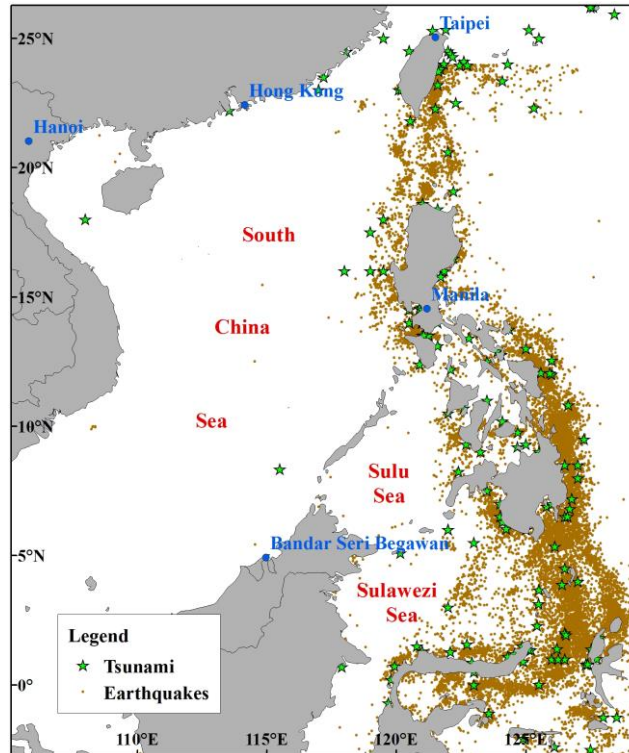 25°N
Taipei
Hong Kong
Hanoi
20°N
South
15°N
Manila
China
10°N
Sea
Sulu
Sea
5°N
Bandar Seri Begawan
Sulawezi
Sea
Legend
Tsunami
Earthquakes
0°
110°E
115°E
120°E
125°E